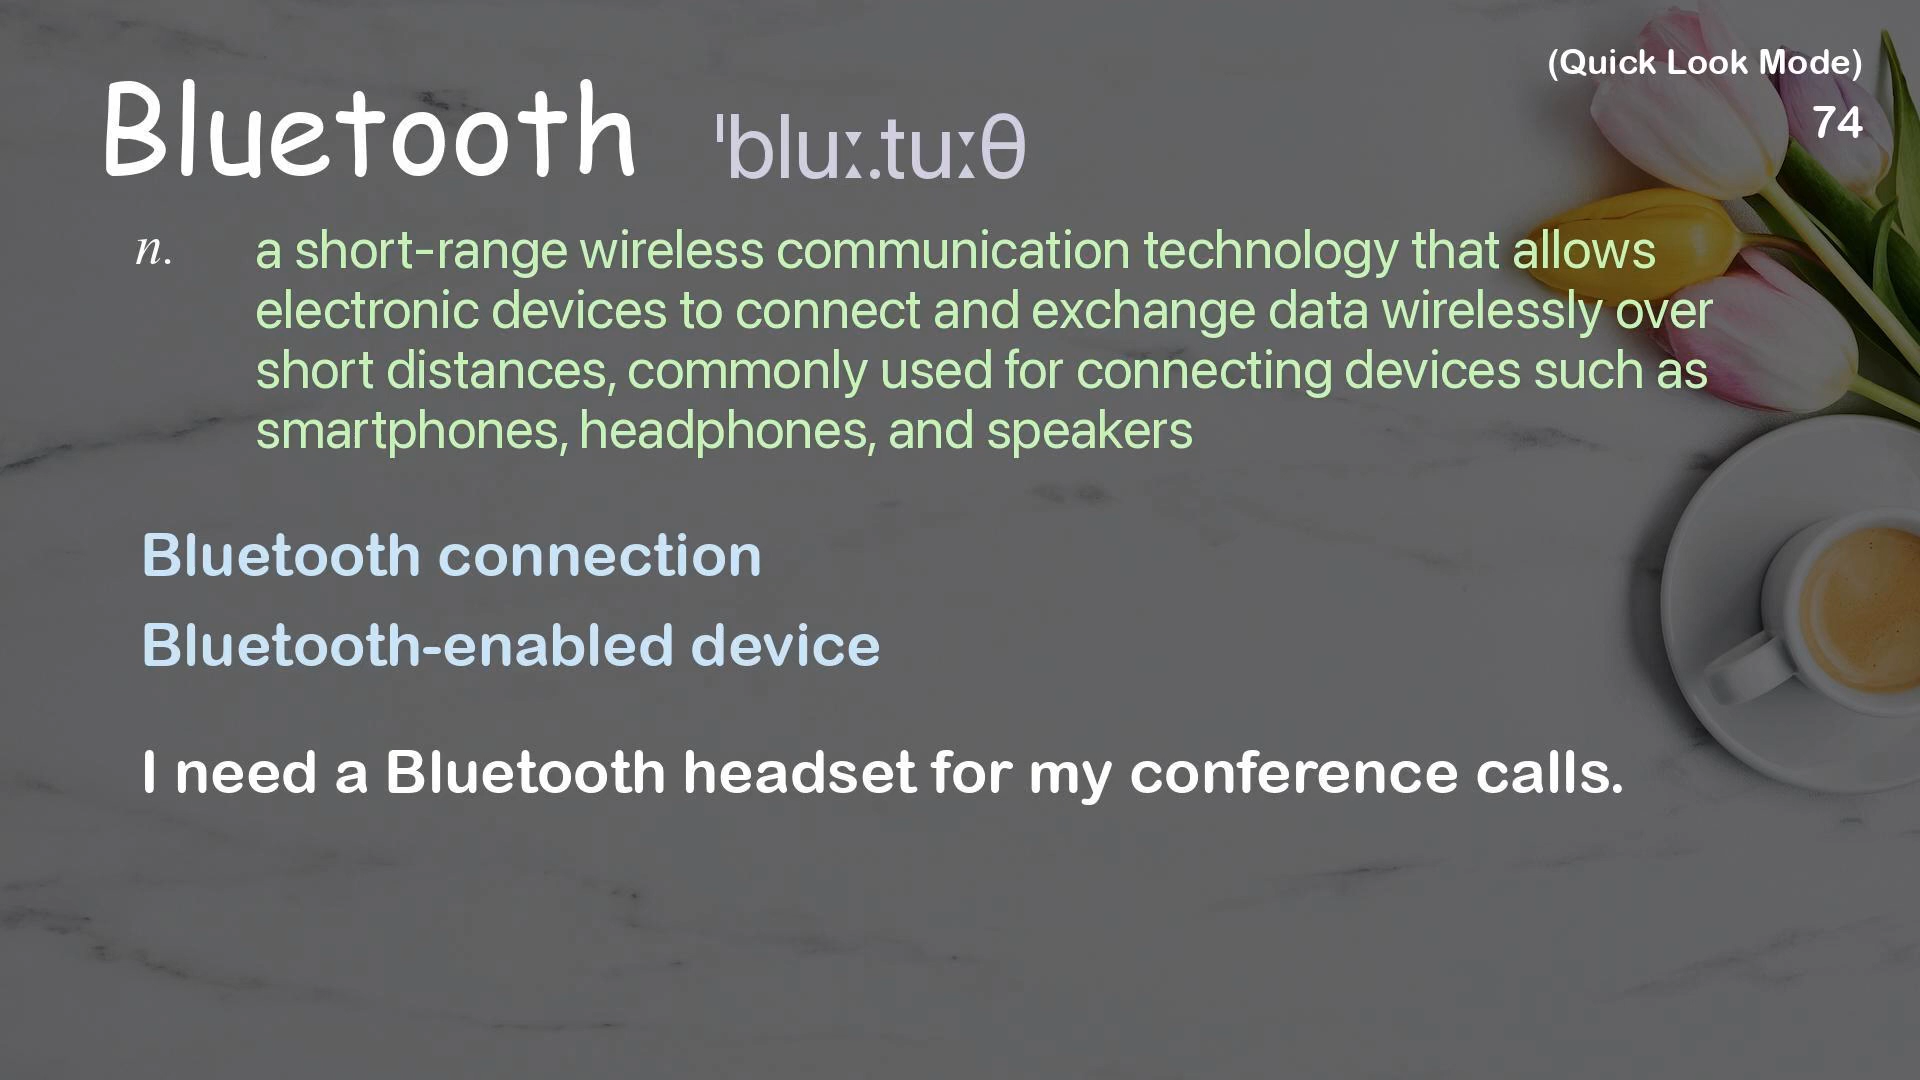 (Quick Look Mode)
74
Bluetooth ˈbluː.tuːθ
n. a short-range wireless communication technology that allows
electronic devices to connect and exchange data wirelessly over
short distances, commonly used for connecting devices such as
smartphones, headphones, and speakers
Bluetooth connection
Bluetooth-enabled device
I need a Bluetooth headset for my conference calls.